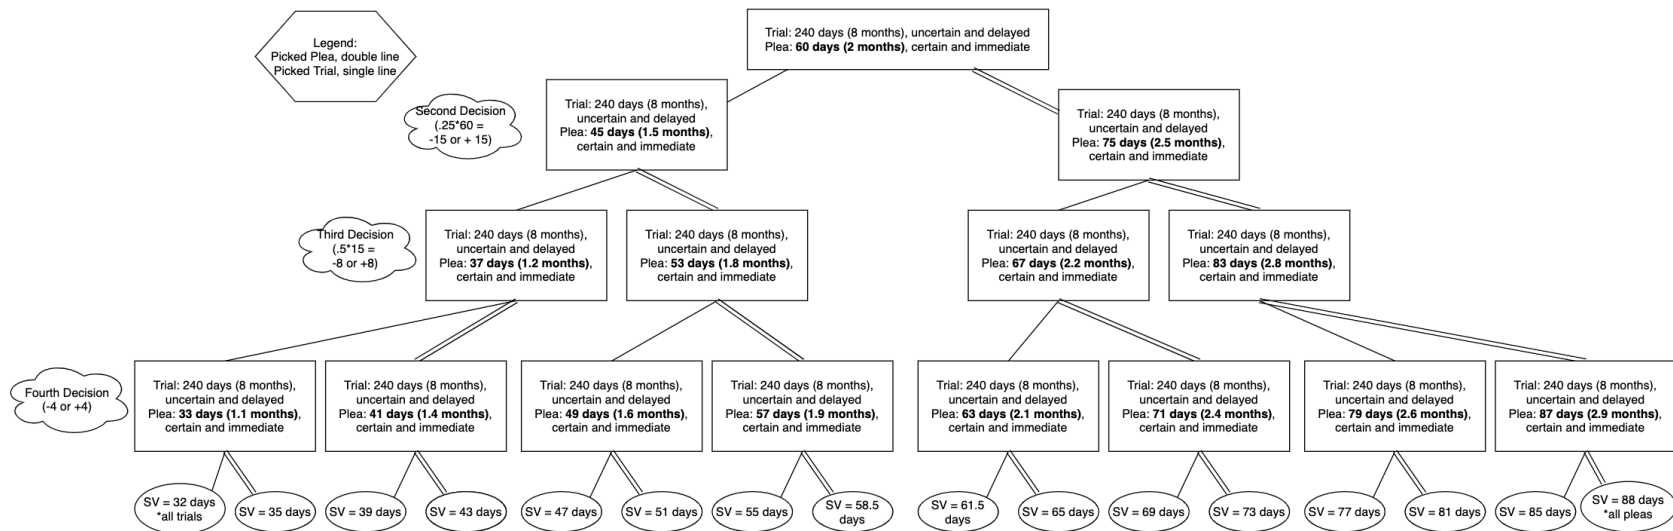 Legend:
Picked Plea, double line
Picked Trial, single line
Trial: 240 days (8 months), uncertain and delayed
Plea: 60 days (2 months), certain and immediate
Second Decision
(.25*60 =
-15 or + 15)
Trial: 240 days (8 months),
uncertain and delayed
Plea: 45 days (1.5 months),
certain and immediate
Trial: 240 days (8 months),
uncertain and delayed
Plea: 75 days (2.5 months),
certain and immediate
Third Decision
(.5*15 =
-8 or +8)
Trial: 240 days (8 months),
uncertain and delayed
Plea: 37 days (1.2 months),
certain and immediate
Trial: 240 days (8 months),
uncertain and delayed
Plea: 53 days (1.8 months),
certain and immediate
Trial: 240 days (8 months),
uncertain and delayed
Plea: 67 days (2.2 months),
certain and immediate
Trial: 240 days (8 months),
uncertain and delayed
Plea: 83 days (2.8 months),
certain and immediate
Fourth Decision
(-4 or +4)
Trial: 240 days (8 months),
uncertain and delayed
Plea: 33 days (1.1 months),
certain and immediate
Trial: 240 days (8 months),
uncertain and delayed
Plea: 41 days (1.4 months),
certain and immediate
Trial: 240 days (8 months),
uncertain and delayed
Plea: 49 days (1.6 months),
certain and immediate
Trial: 240 days (8 months),
uncertain and delayed
Plea: 57 days (1.9 months),
certain and immediate
Trial: 240 days (8 months),
uncertain and delayed
Plea: 63 days (2.1 months),
certain and immediate
Trial: 240 days (8 months),
uncertain and delayed
Plea: 71 days (2.4 months),
certain and immediate
Trial: 240 days (8 months),
uncertain and delayed
Plea: 79 days (2.6 months),
certain and immediate
Trial: 240 days (8 months),
uncertain and delayed
Plea: 87 days (2.9 months),
certain and immediate
SV = 32 days
*all trials
SV = 35 days
SV = 39 days
SV = 43 days
SV = 47 days
SV = 51 days
SV = 55 days
SV = 58.5
days
SV = 61.5
days
SV = 65 days
SV = 69 days
SV = 73 days
SV = 77 days
SV = 81 days
SV = 85 days
SV = 88 days
*all pleas